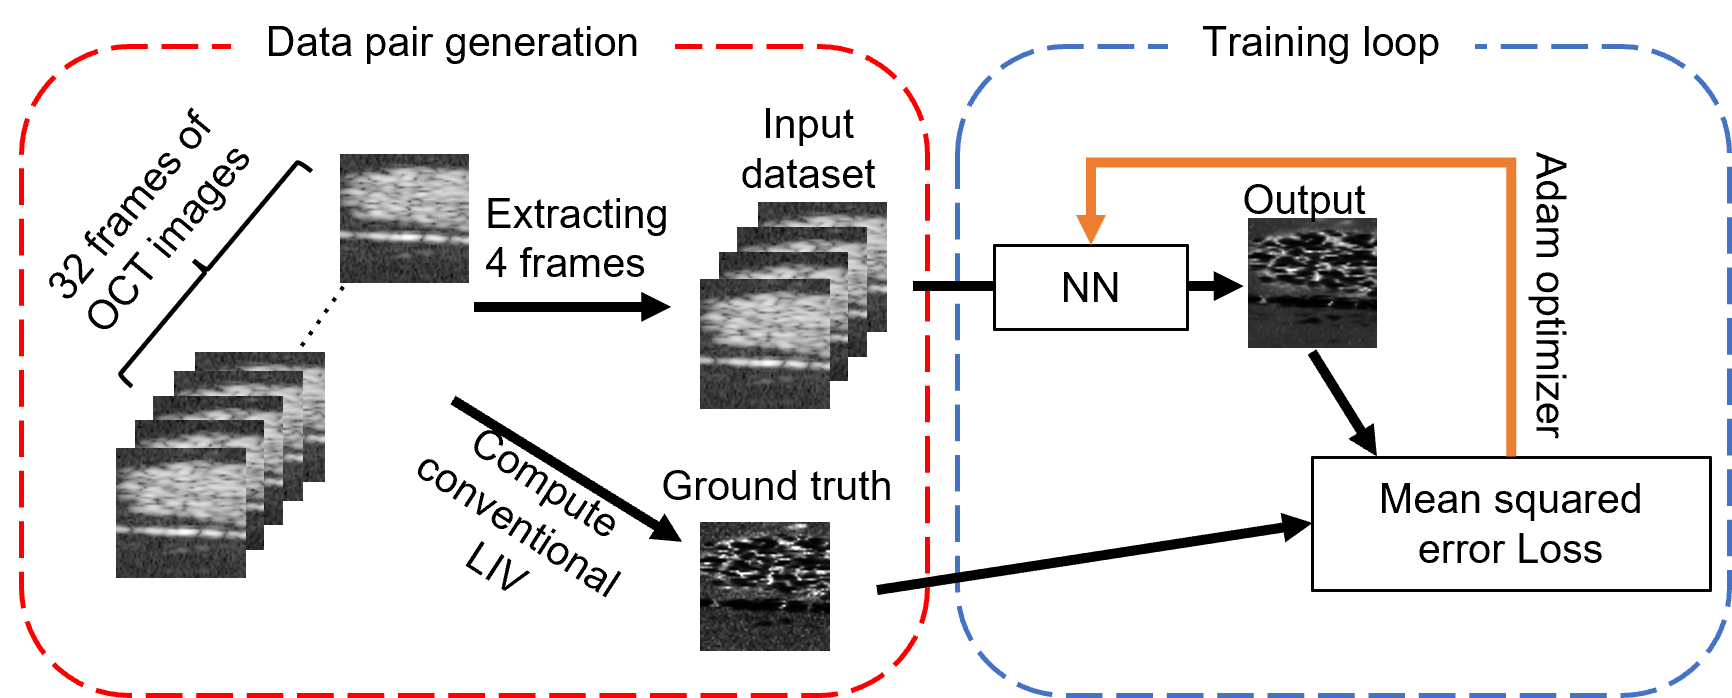 Data pair generation
32 frames of
OCT images
Extracting
4 frames
Input
dataset
Compute
conventional
LIV
Ground truth
Training loop
NN
Output
Adam optimizer
Mean squared
error Loss